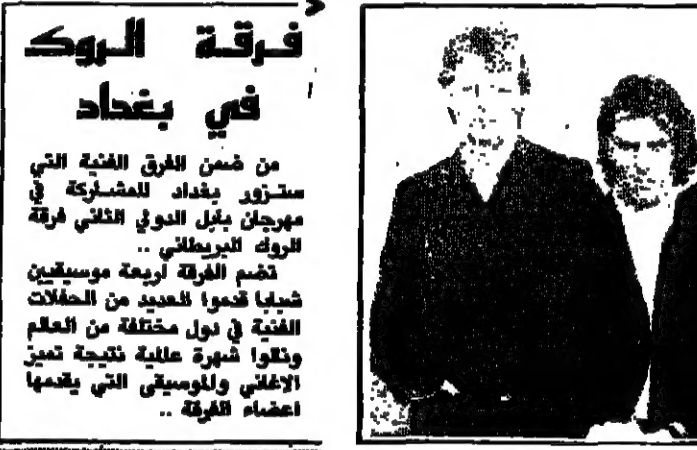 فرقة الروك
في بغداد
من ضمن الفرق الفنية التي
ستزور بغداد للمشاركة في
مهرجان بابل الدولي الثاني فرقة
الروك البريطاني ..
تضم الفرقة اربعة موسيقيين
شبابا قدموا العديد من الحفلات
الفنية في دول مختلفة من العالم
ونالوا شهرة عالمية نتيجة تميز
الاغاني والموسيقى التي يقدمها
اعضاء الفرقة ..